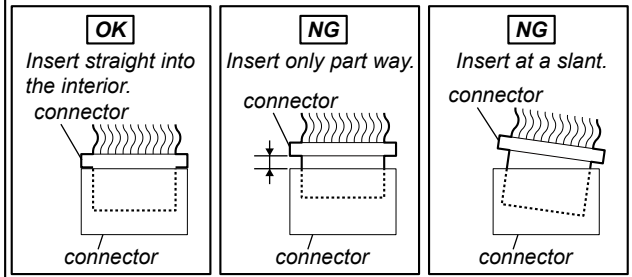 OK
Insert straight into
the interior.
connector
connector
NG
Insert only part way.
connector
connector
NG
Insert at a slant.
connector
connector